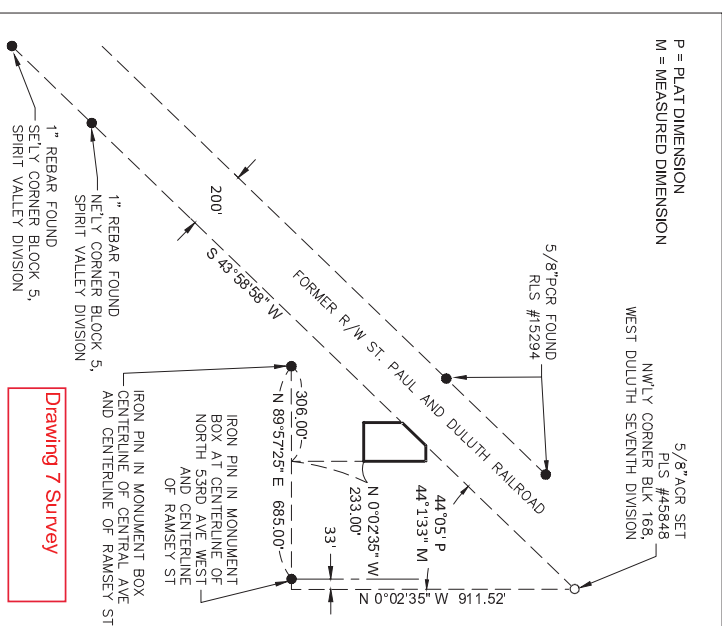 P = PLAT DIMENSION
M = MEASURED DIMENSION
5/8"ACR SET
PLS #45848
NW'LY CORNER BLK 168,
WEST DULUTH SEVENTH DIVISION
5/8"PCR FOUND
RLS #15294
200'
FORMER R/W ST. PAUL AND DULUTH RAILROAD
S 43°58'58" W
44°05' P
44°1'33" M
N 0°02'35" W
233.00'
33'
N 0°02'35" W 911.52'
306.00'
N 89°57'25" E 685.00'
1" REBAR FOUND
NE'LY CORNER BLOCK 5,
SPIRIT VALLEY DIVISION
1" REBAR FOUND
SE'LY CORNER BLOCK 5,
SPIRIT VALLEY DIVISION
IRON PIN IN MONUMENT
BOX AT CENTERLINE OF
NORTH 53RD AVE WEST
AND CENTERLINE
OF RAMSEY ST
IRON PIN IN MONUMENT BOX
CENTERLINE OF CENTRAL AVE
AND CENTERLINE OF RAMSEY ST
Drawing 7 Survey